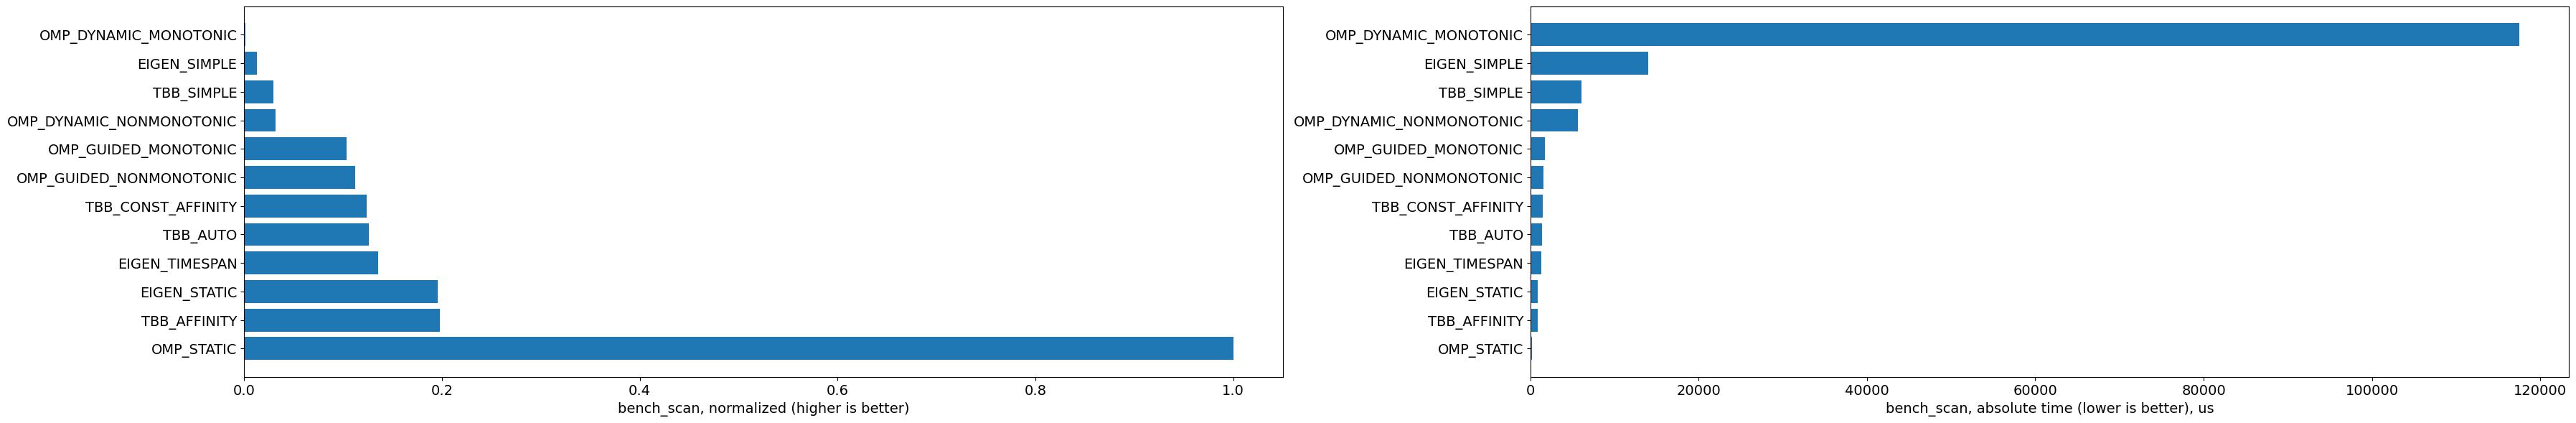 OMP_DYNAMIC_MONOTONIC
EIGEN_SIMPLE
TBB_SIMPLE
OMP_DYNAMIC_NONMONOTONIC
OMP_GUIDED_MONOTONIC
OMP_GUIDED_NONMONOTONIC
TBB_CONST_AFFINITY
TBB_AUTO
EIGEN_TIMESPAN
EIGEN_STATIC
TBB_AFFINITY
OMP_STATIC
0.0 0.2 0.4 0.6 0.8 1.0
bench_scan, normalized (higher is better)
OMP_DYNAMIC_MONOTONIC
EIGEN_SIMPLE
TBB_SIMPLE
OMP_DYNAMIC_NONMONOTONIC
OMP_GUIDED_MONOTONIC
OMP_GUIDED_NONMONOTONIC
TBB_CONST_AFFINITY
TBB_AUTO
EIGEN_TIMESPAN
EIGEN_STATIC
TBB_AFFINITY
OMP_STATIC
0 20000 40000 60000 80000 100000 120000
bench_scan, absolute time (lower is better), us